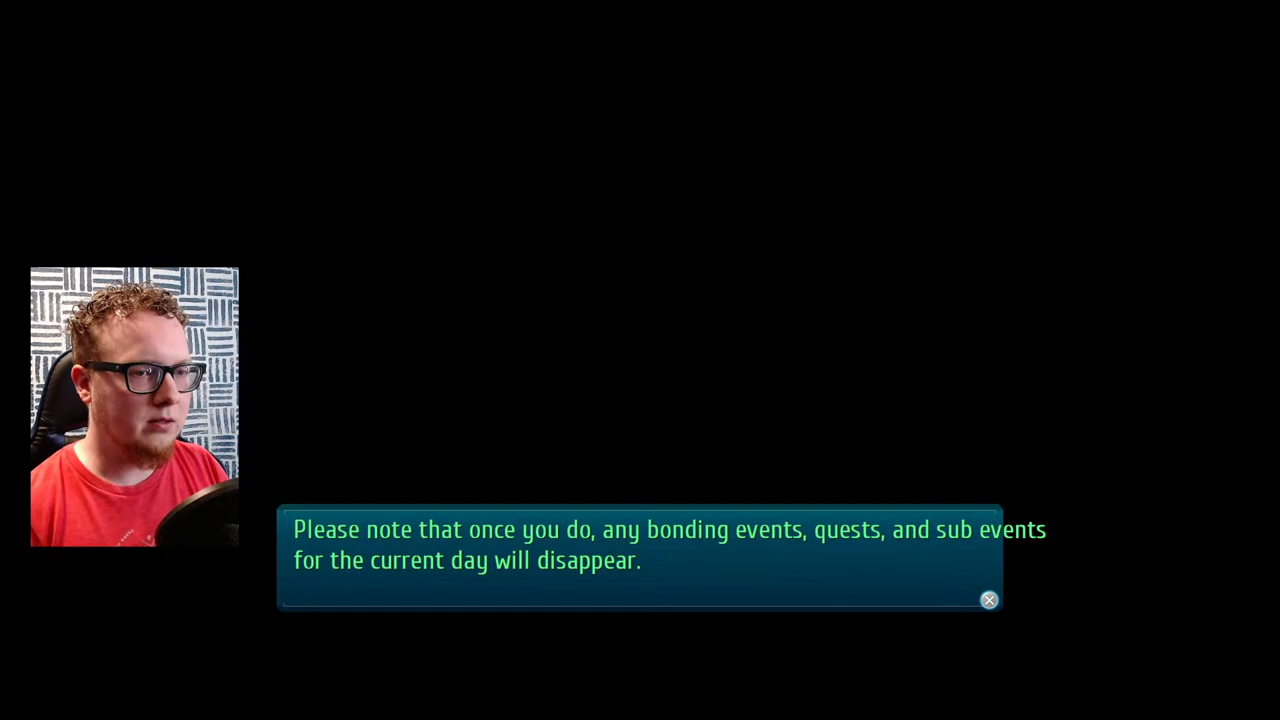 Please note that once you do, any bonding events, quests, and sub events
for the current day will disappear.